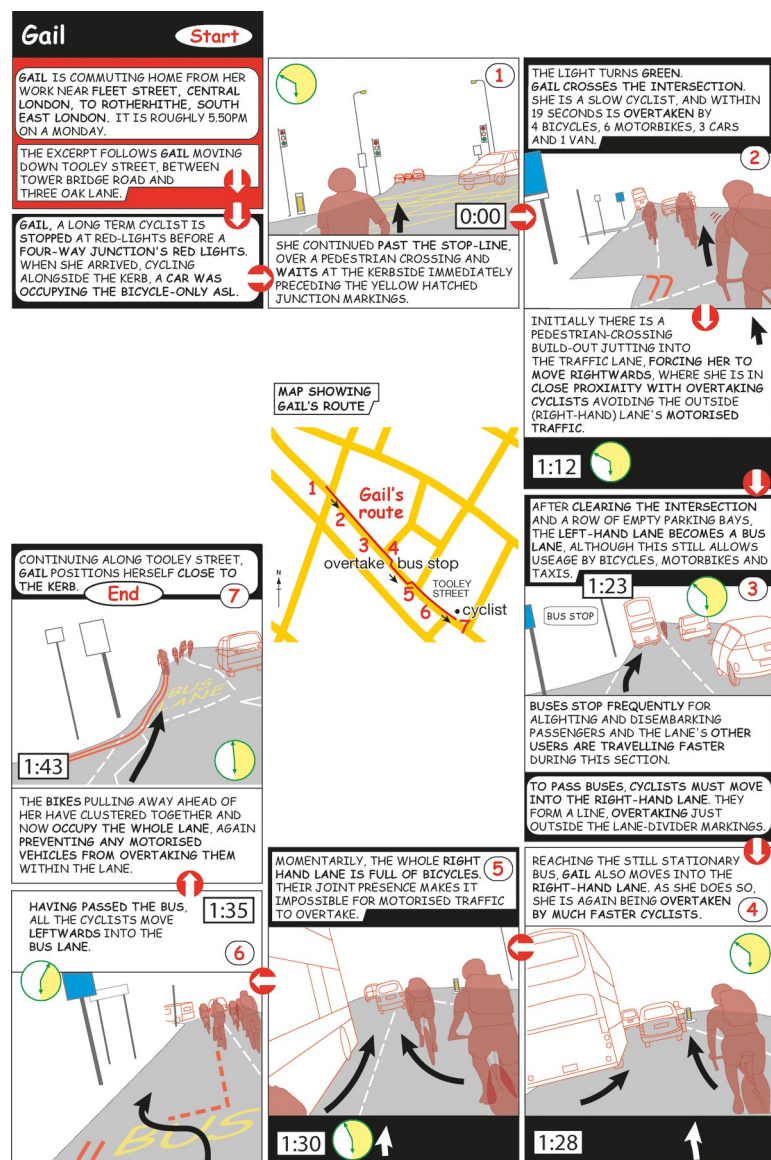 Gail
Start
GAIL IS COMMUTING HOME FROM HER
WORK NEAR FLEET STREET, CENTRAL
LONDON, TO ROTHERHITHE, SOUTH
EAST LONDON. IT IS ROUGHLY 5.50PM
ON A MONDAY.
THE EXCERPT FOLLOWS GAIL MOVING
DOWN TOOLEY STREET, BETWEEN
TOWER BRIDGE ROAD AND
THREE OAK LANE.
GAIL, A LONG TERM CYCLIST IS
STOPPED AT RED-LIGHTS BEFORE A
FOUR-WAY JUNCTION'S RED LIGHTS.
WHEN SHE ARRIVED, CYCLING
ALONGSIDE THE KERB, A CAR WAS
OCCUPYING THE BICYCLE-ONLY ASL.
1
0:00
SHE CONTINUED PAST THE STOP-LINE,
OVER A PEDESTRIAN CROSSING AND
WAITS AT THE KERBSIDE IMMEDIATELY
PRECEDING THE YELLOW HATCHED
JUNCTION MARKINGS.
THE LIGHT TURNS GREEN.
GAIL CROSSES THE INTERSECTION.
SHE IS A SLOW CYCLIST, AND WITHIN
19 SECONDS IS OVERTAKEN BY
4 BICYCLES, 6 MOTORBIKES, 3 CARS
AND 1 VAN.
2
INITIALLY THERE IS A
PEDESTRIAN-CROSSING
BUILD-OUT JUTTING INTO
THE TRAFFIC LANE, FORCING HER TO
MOVE RIGHTWARDS, WHERE SHE IS IN
CLOSE PROXIMITY WITH OVERTAKING
CYCLISTS AVOIDING THE OUTSIDE
(RIGHT-HAND) LANE'S MOTORISED
TRAFFIC.
1:12
MAP SHOWING
GAIL'S ROUTE
1
2
3
4
5
6
7
Gail's
route
overtake
bus stop
TOOLEY
STREET
cyclist
N
AFTER CLEARING THE INTERSECTION
AND A ROW OF EMPTY PARKING BAYS,
THE LEFT-HAND LANE BECOMES A BUS
LANE, ALTHOUGH THIS STILL ALLOWS
USEAGE BY BICYCLES, MOTORBIKES AND
TAXIS.
1:23
3
BUS STOP
BUSES STOP FREQUENTLY FOR
ALIGHTING AND DISEMBARKING
PASSENGERS AND THE LANE'S OTHER
USERS ARE TRAVELLING FASTER
DURING THIS SECTION.
TO PASS BUSES, CYCLISTS MUST MOVE
INTO THE RIGHT-HAND LANE. THEY
FORM A LINE, OVERTAKING JUST
OUTSIDE THE LANE-DIVIDER MARKINGS.
REACHING THE STILL STATIONARY
BUS, GAIL ALSO MOVES INTO THE
RIGHT-HAND LANE. AS SHE DOES SO,
SHE IS AGAIN BEING OVERTAKEN
BY MUCH FASTER CYCLISTS.
4
1:28
MOMENTARILY, THE WHOLE RIGHT
HAND LANE IS FULL OF BICYCLES.
THEIR JOINT PRESENCE MAKES IT
IMPOSSIBLE FOR MOTORISED TRAFFIC
TO OVERTAKE.
5
1:30
HAVING PASSED THE BUS,
ALL THE CYCLISTS MOVE
LEFTWARDS INTO THE
BUS LANE.
1:35
6
BUS
CONTINUING ALONG TOOLEY STREET,
GAIL POSITIONS HERSELF CLOSE TO
THE KERB.
End
7
BUS
LANE
1:43
THE BIKES PULLING AWAY AHEAD OF
HER HAVE CLUSTERED TOGETHER AND
NOW OCCUPY THE WHOLE LANE, AGAIN
PREVENTING ANY MOTORISED
VEHICLES FROM OVERTAKING THEM
WITHIN THE LANE.